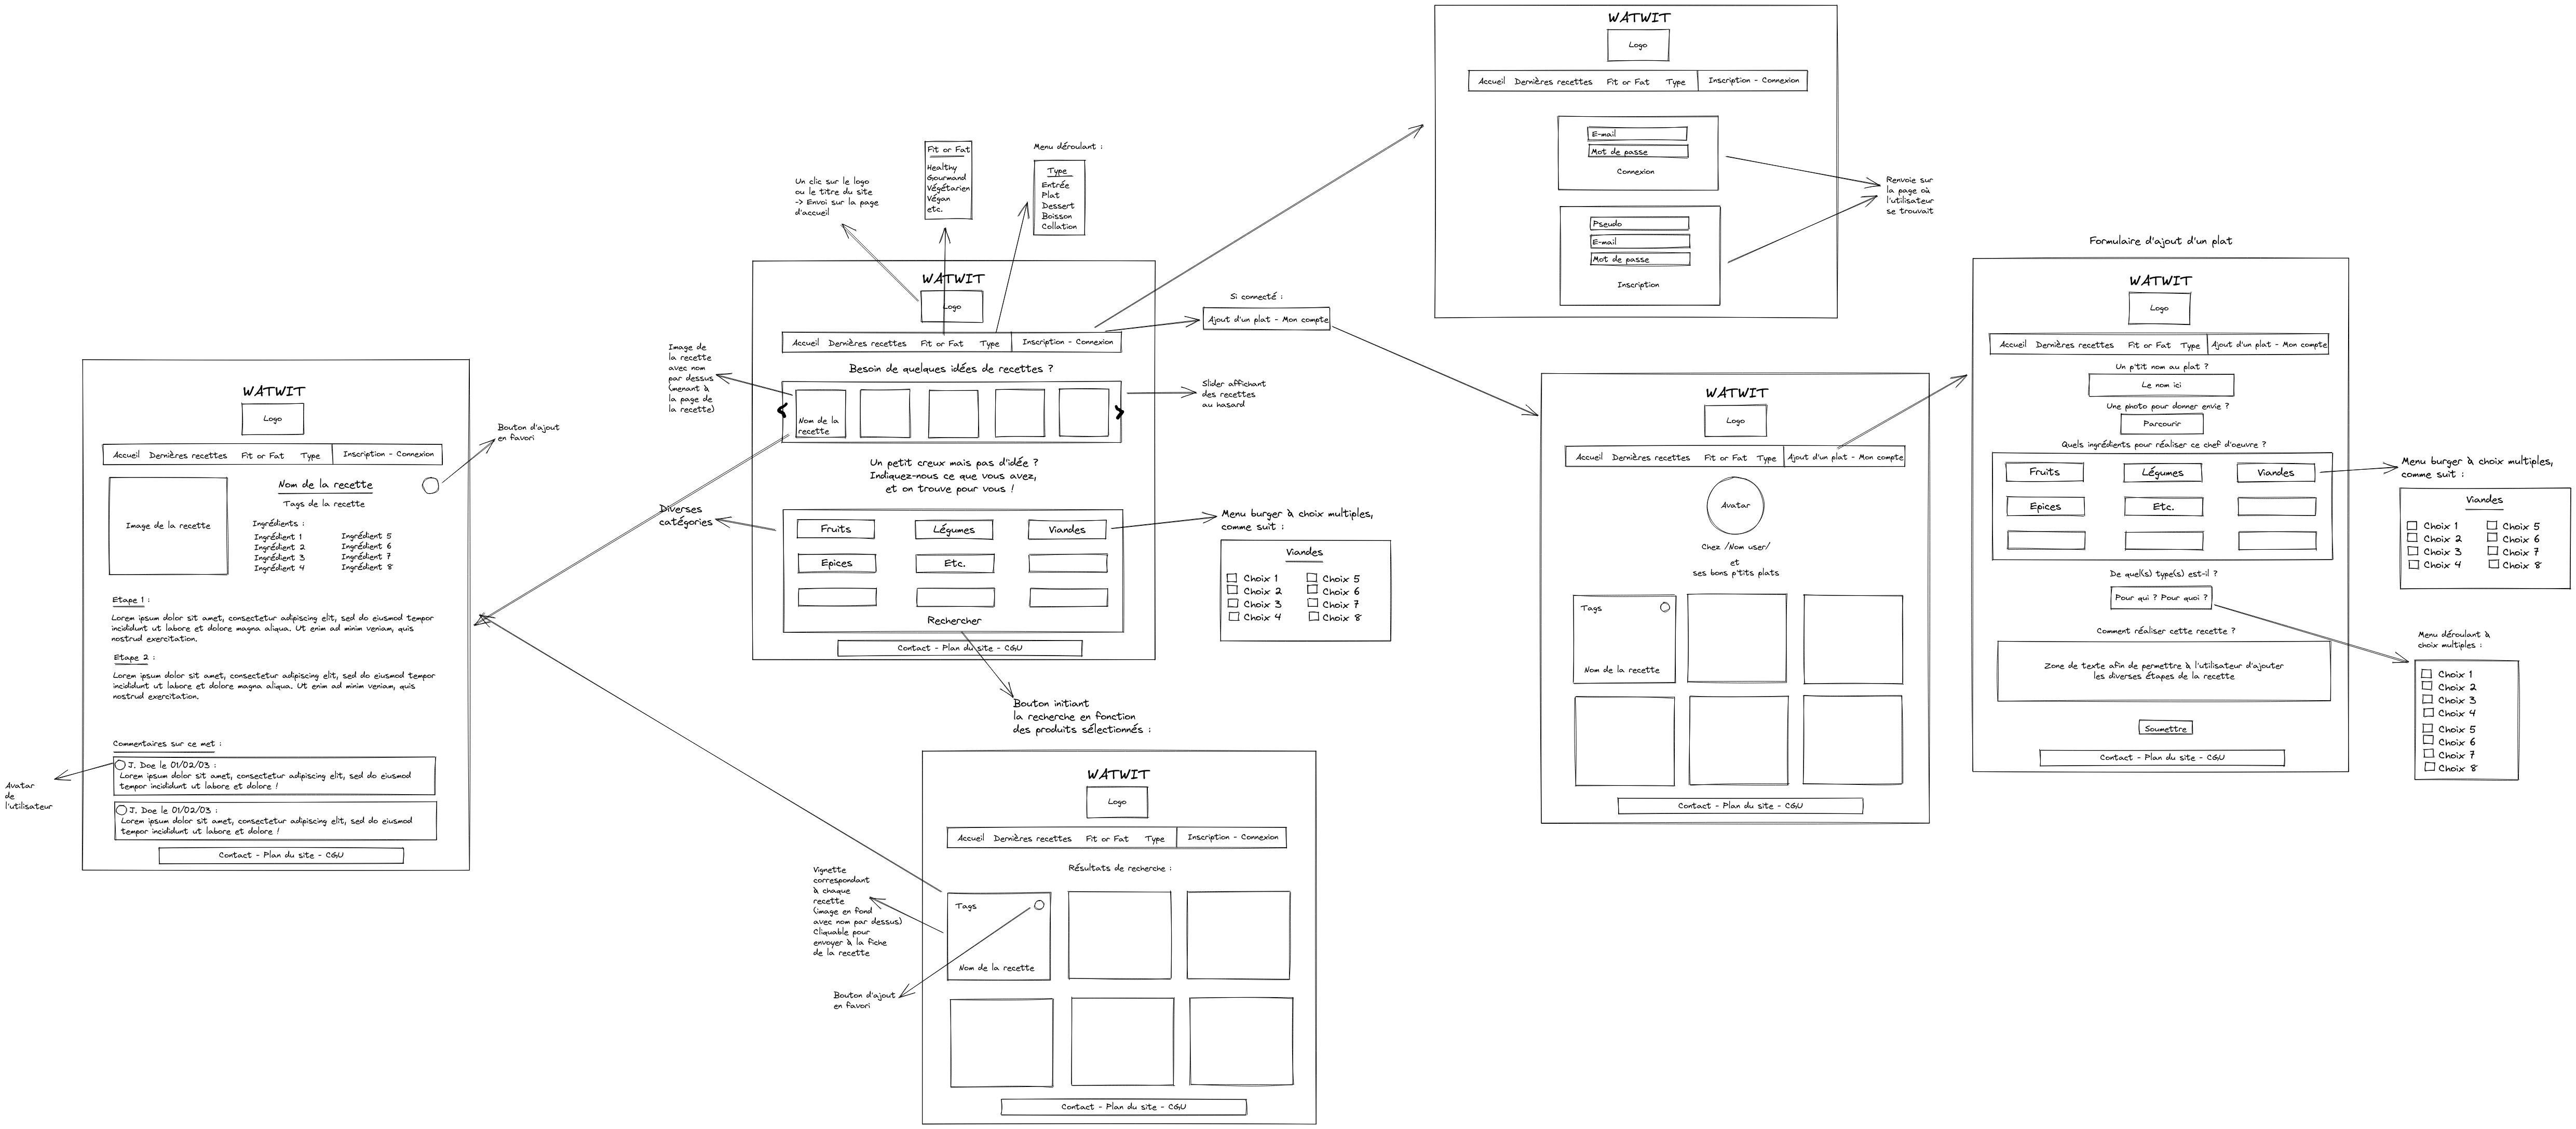 WATWIT
Logo
Accueil Dernières recettes Fit or Fat Type Inscription - Connexion
Image de la recette
Nom de la recette
Tags de la recette
Ingrédients :
Ingrédient 1 Ingrédient 5
Ingrédient 2 Ingrédient 6
Ingrédient 3 Ingrédient 7
Ingrédient 4 Ingrédient 8
Bouton d'ajout
en favori
Etape 1 :
Lorem ipsum dolor sit amet, consectetur adipiscing elit, sed do eiusmod tempor
incididunt ut labore et dolore magna aliqua. Ut enim ad minim veniam, quis
nostrud exercitation.
Etape 2 :
Lorem ipsum dolor sit amet, consectetur adipiscing elit, sed do eiusmod tempor
incididunt ut labore et dolore magna aliqua. Ut enim ad minim veniam, quis
nostrud exercitation.
Commentaires sur ce met :
J. Doe le 01/02/03 :
Lorem ipsum dolor sit amet, consectetur adipiscing elit, sed do eiusmod
tempor incididunt ut labore et dolore !
J. Doe le 01/02/03 :
Lorem ipsum dolor sit amet, consectetur adipiscing elit, sed do eiusmod
tempor incididunt ut labore et dolore !
Avatar
de
l'utilisateur
Contact - Plan du site - CGU
Un clic sur le logo
ou le titre du site
-> Envoi sur la page
d'accueil
Fit or Fat
Healthy
Gourmand
Végétarien
Végan
etc.
Menu déroulant :
Type
Entrée
Plat
Dessert
Boisson
Collation
WATWIT
Logo
Accueil Dernières recettes Fit or Fat Type Inscription - Connexion
Besoin de quelques idées de recettes ?
Image de
la recette
avec nom
par dessus
(menant à
la page de
la recette)
Nom de la
recette
Slider affichant
des recettes
au hasard
Un petit creux mais pas d'idée ?
Indiquez-nous ce que vous avez,
et on trouve pour vous !
Diverses
catégories
Fruits Légumes Viandes
Epices Etc.
Rechercher
Contact - Plan du site - CGU
Menu burger à choix multiples,
comme suit :
Viandes
Choix 1 Choix 5
Choix 2 Choix 6
Choix 3 Choix 7
Choix 4 Choix 8
Bouton initiant
la recherche en fonction
des produits sélectionnés :
WATWIT
Logo
Accueil Dernières recettes Fit or Fat Type Inscription - Connexion
Résultats de recherche :
Vignette
correspondant
à chaque
recette
(image en fond
avec nom par dessus)
Cliquable pour
envoyer à la fiche
de la recette
Tags
Nom de la recette
Bouton d'ajout
en favori
Contact - Plan du site - CGU
WATWIT
Logo
Accueil Dernières recettes Fit or Fat Type Inscription - Connexion
E-mail
Mot de passe
Connexion
Pseudo
E-mail
Mot de passe
Inscription
Renvoie sur
la page où
l'utilisateur
se trouvait
Si connecté :
Ajout d'un plat - Mon compte
WATWIT
Logo
Accueil Dernières recettes Fit or Fat Type Ajout d'un plat - Mon compte
Avatar
Chez /Nom user/
et
ses bons p'tits plats
Tags
Nom de la recette
Contact - Plan du site - CGU
Formulaire d'ajout d'un plat
WATWIT
Logo
Accueil Dernières recettes Fit or Fat Type Ajout d'un plat - Mon compte
Un p'tit nom au plat ?
Le nom ici
Une photo pour donner envie ?
Parcourir
Quels ingrédients pour réaliser ce chef d'oeuvre ?
Fruits Légumes Viandes
Epices Etc.
De quel(s) type(s) est-il ?
Pour qui ? Pour quoi ?
Comment réaliser cette recette ?
Zone de texte afin de permettre à l'utilisateur d'ajouter
les diverses étapes de la recette
Soumettre
Contact - Plan du site - CGU
Menu burger à choix multiples,
comme suit :
Viandes
Choix 1 Choix 5
Choix 2 Choix 6
Choix 3 Choix 7
Choix 4 Choix 8
Menu déroulant à
choix multiples :
Choix 1
Choix 2
Choix 3
Choix 4
Choix 5
Choix 6
Choix 7
Choix 8